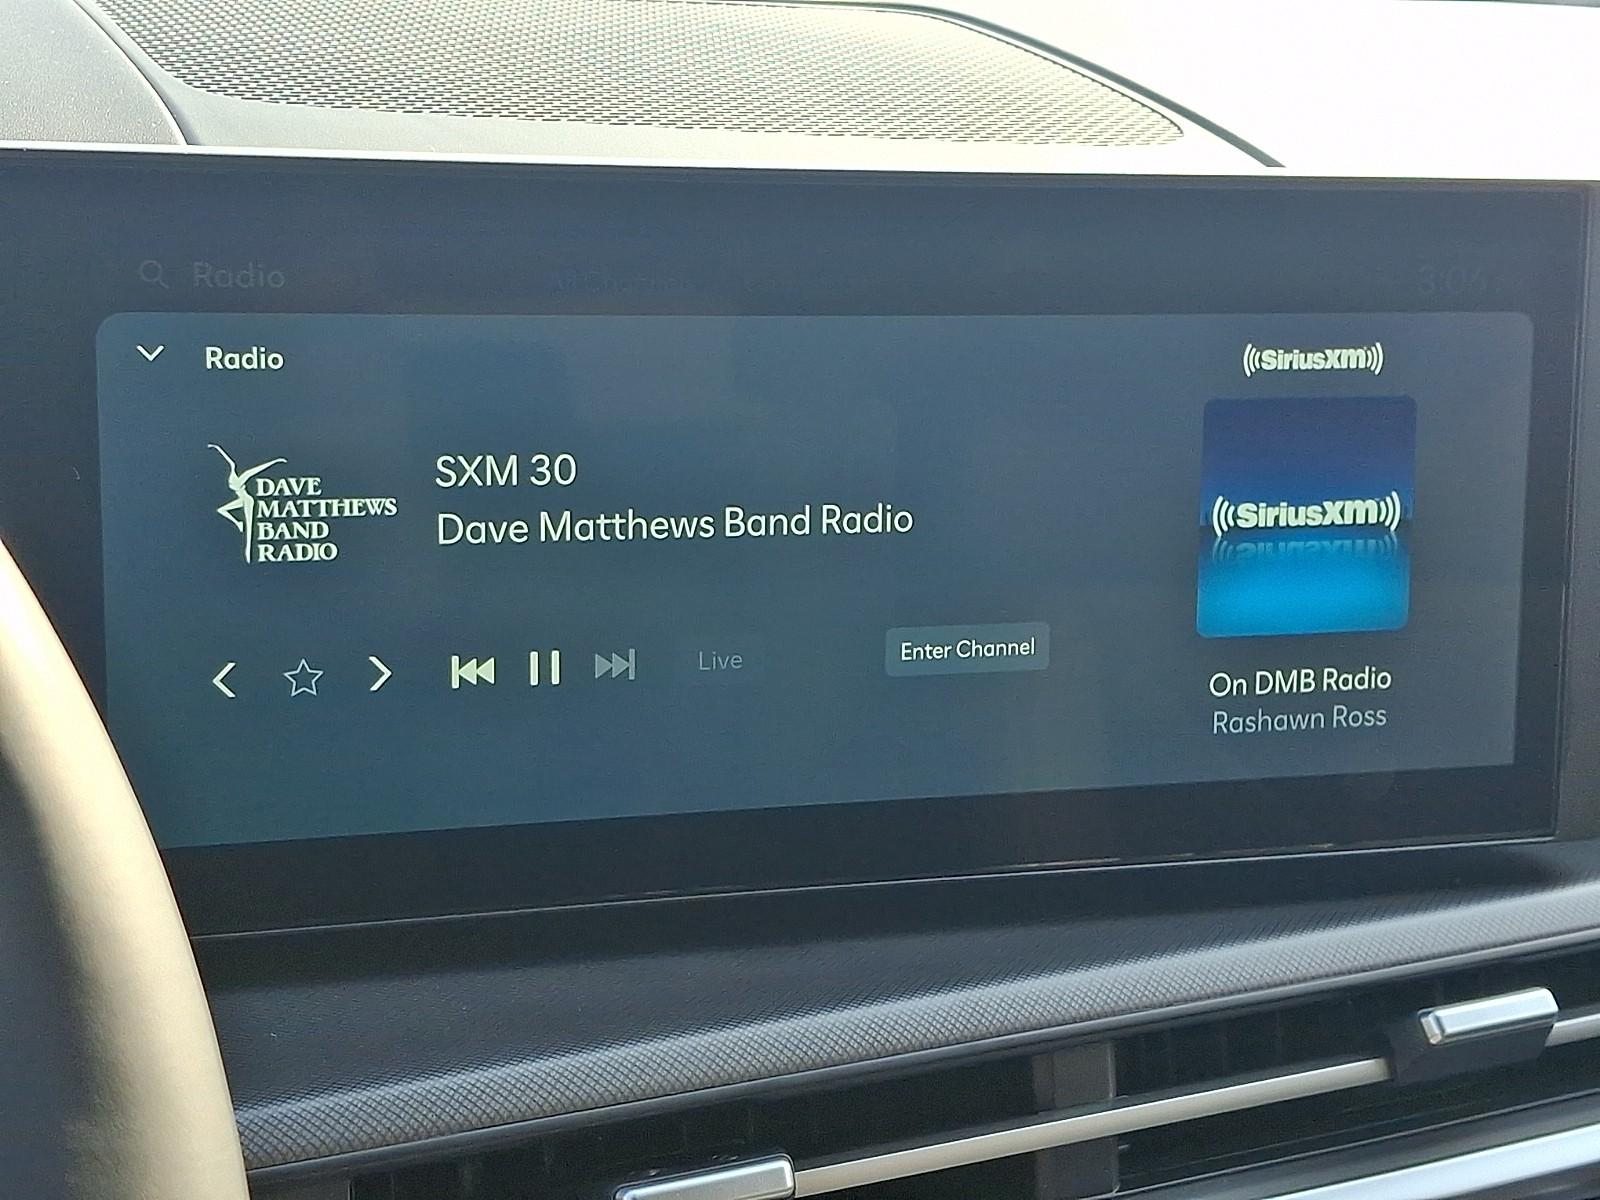 Radio
Radio
SiriusXM
DAVE
MATTHEWS
BAND
RADIO
SXM 30
Dave Matthews Band Radio
SiriusXM
Live
Enter Channel
On DMB Radio
Rashawn Ross